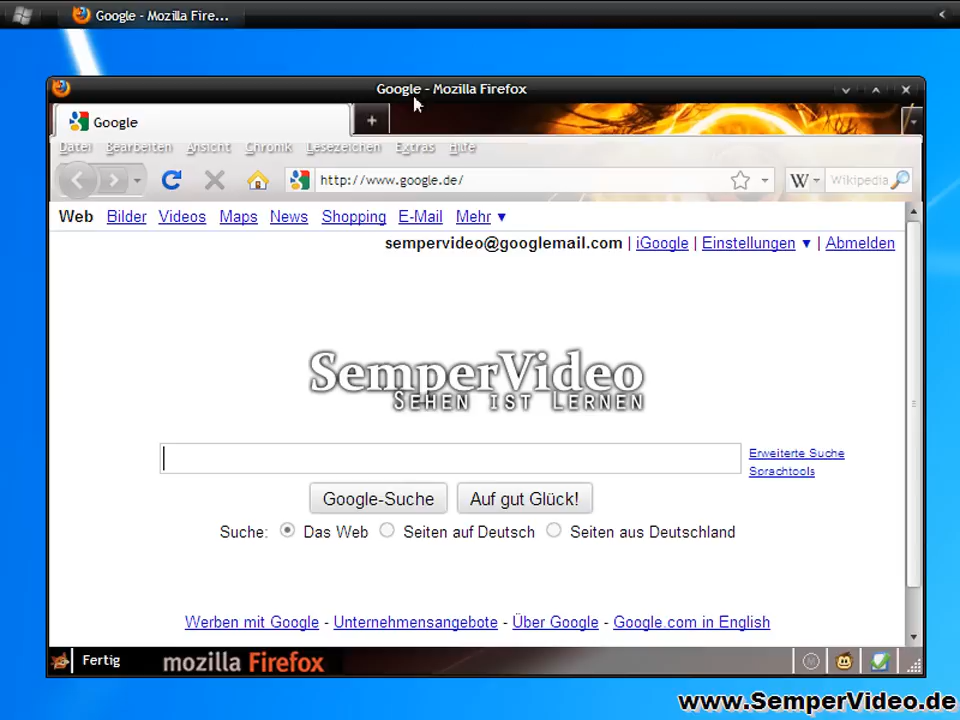 Google - Mozilla Fire...
Google - Mozilla Firefox
Google
Datei Bearbeiten Ansicht Chronik Lesezeichen Extras Hilfe
http://www.google.de/
W
Wikipedia
Web Bilder Videos Maps News Shopping E-Mail Mehr ▼
sempervideo@googlemail.com | iGoogle | Einstellungen ▼ | Abmelden
SemperVideo
Sehen ist Lernen
Erweiterte Suche
Sprachtools
Google-Suche Auf gut Glück!
Suche: Das Web Seiten auf Deutsch Seiten aus Deutschland
Werben mit Google - Unternehmensangebote - Über Google - Google.com in English
Fertig mozilla Firefox
www.SemperVideo.de